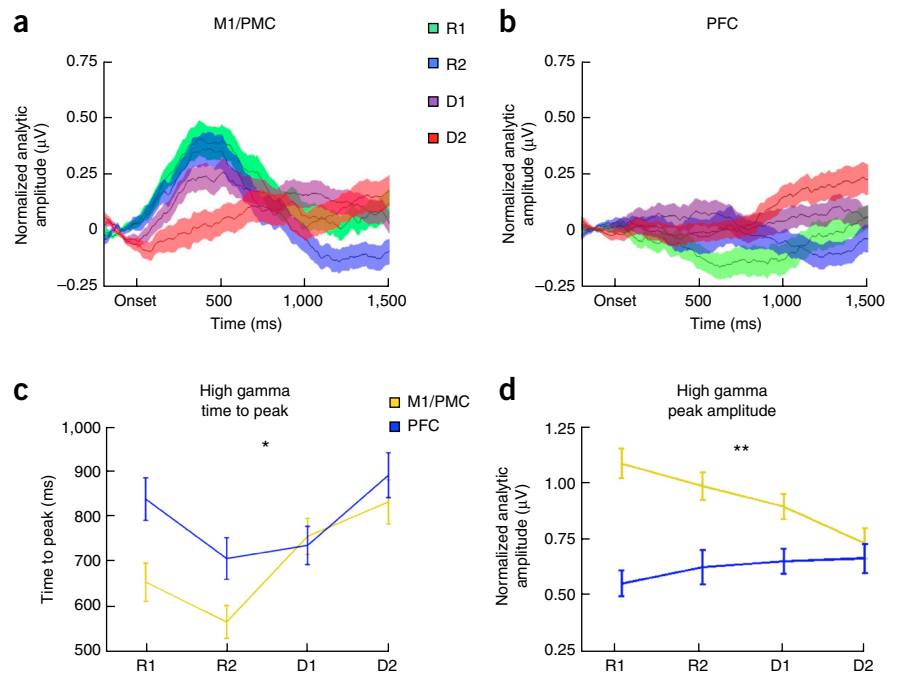 a
M1/PMC
R1
R2
D1
D2
0.75
0.50
0.25
0
–0.25
Normalized analytic
amplitude (μV)
Onset
500
1,000
1,500
Time (ms)
b
PFC
0.75
0.50
0.25
0
–0.25
Normalized analytic
amplitude (μV)
Onset
500
1,000
1,500
Time (ms)
c
High gamma
time to peak
M1/PMC
PFC
*
1,000
900
800
700
600
500
Time to peak (ms)
R1
R2
D1
D2
d
High gamma
peak amplitude
**
1.25
1.00
0.75
0.50
0.25
Normalized analytic
amplitude (μV)
R1
R2
D1
D2